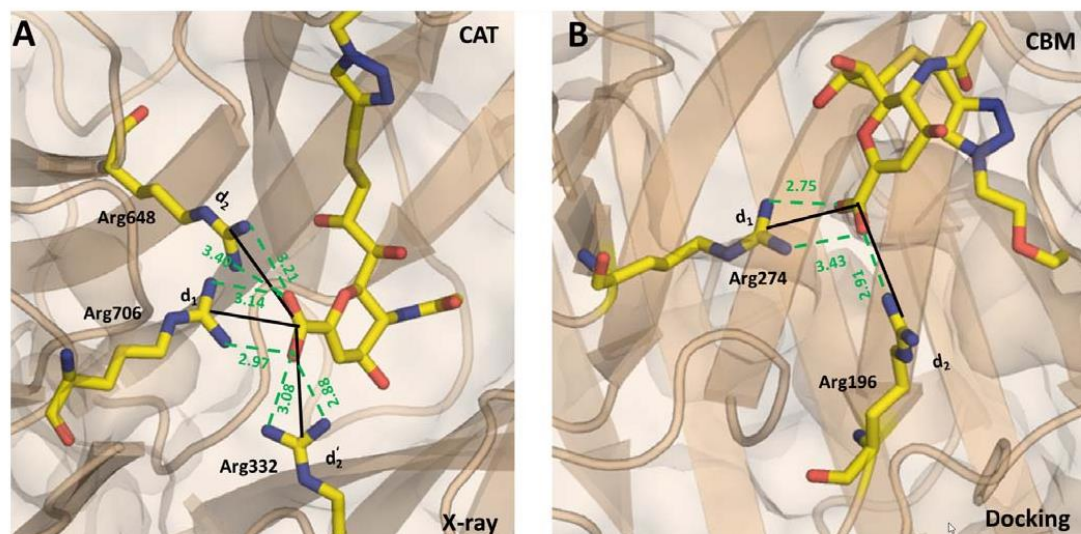 A
CAT
Arg648
d2
3.40
3.21
3.14
Arg706
d1
2.97
3.08
2.88
Arg332
d2'
X-ray
B
CBM
2.75
d1
3.43
Arg274
2.91
d2
Arg196
Docking